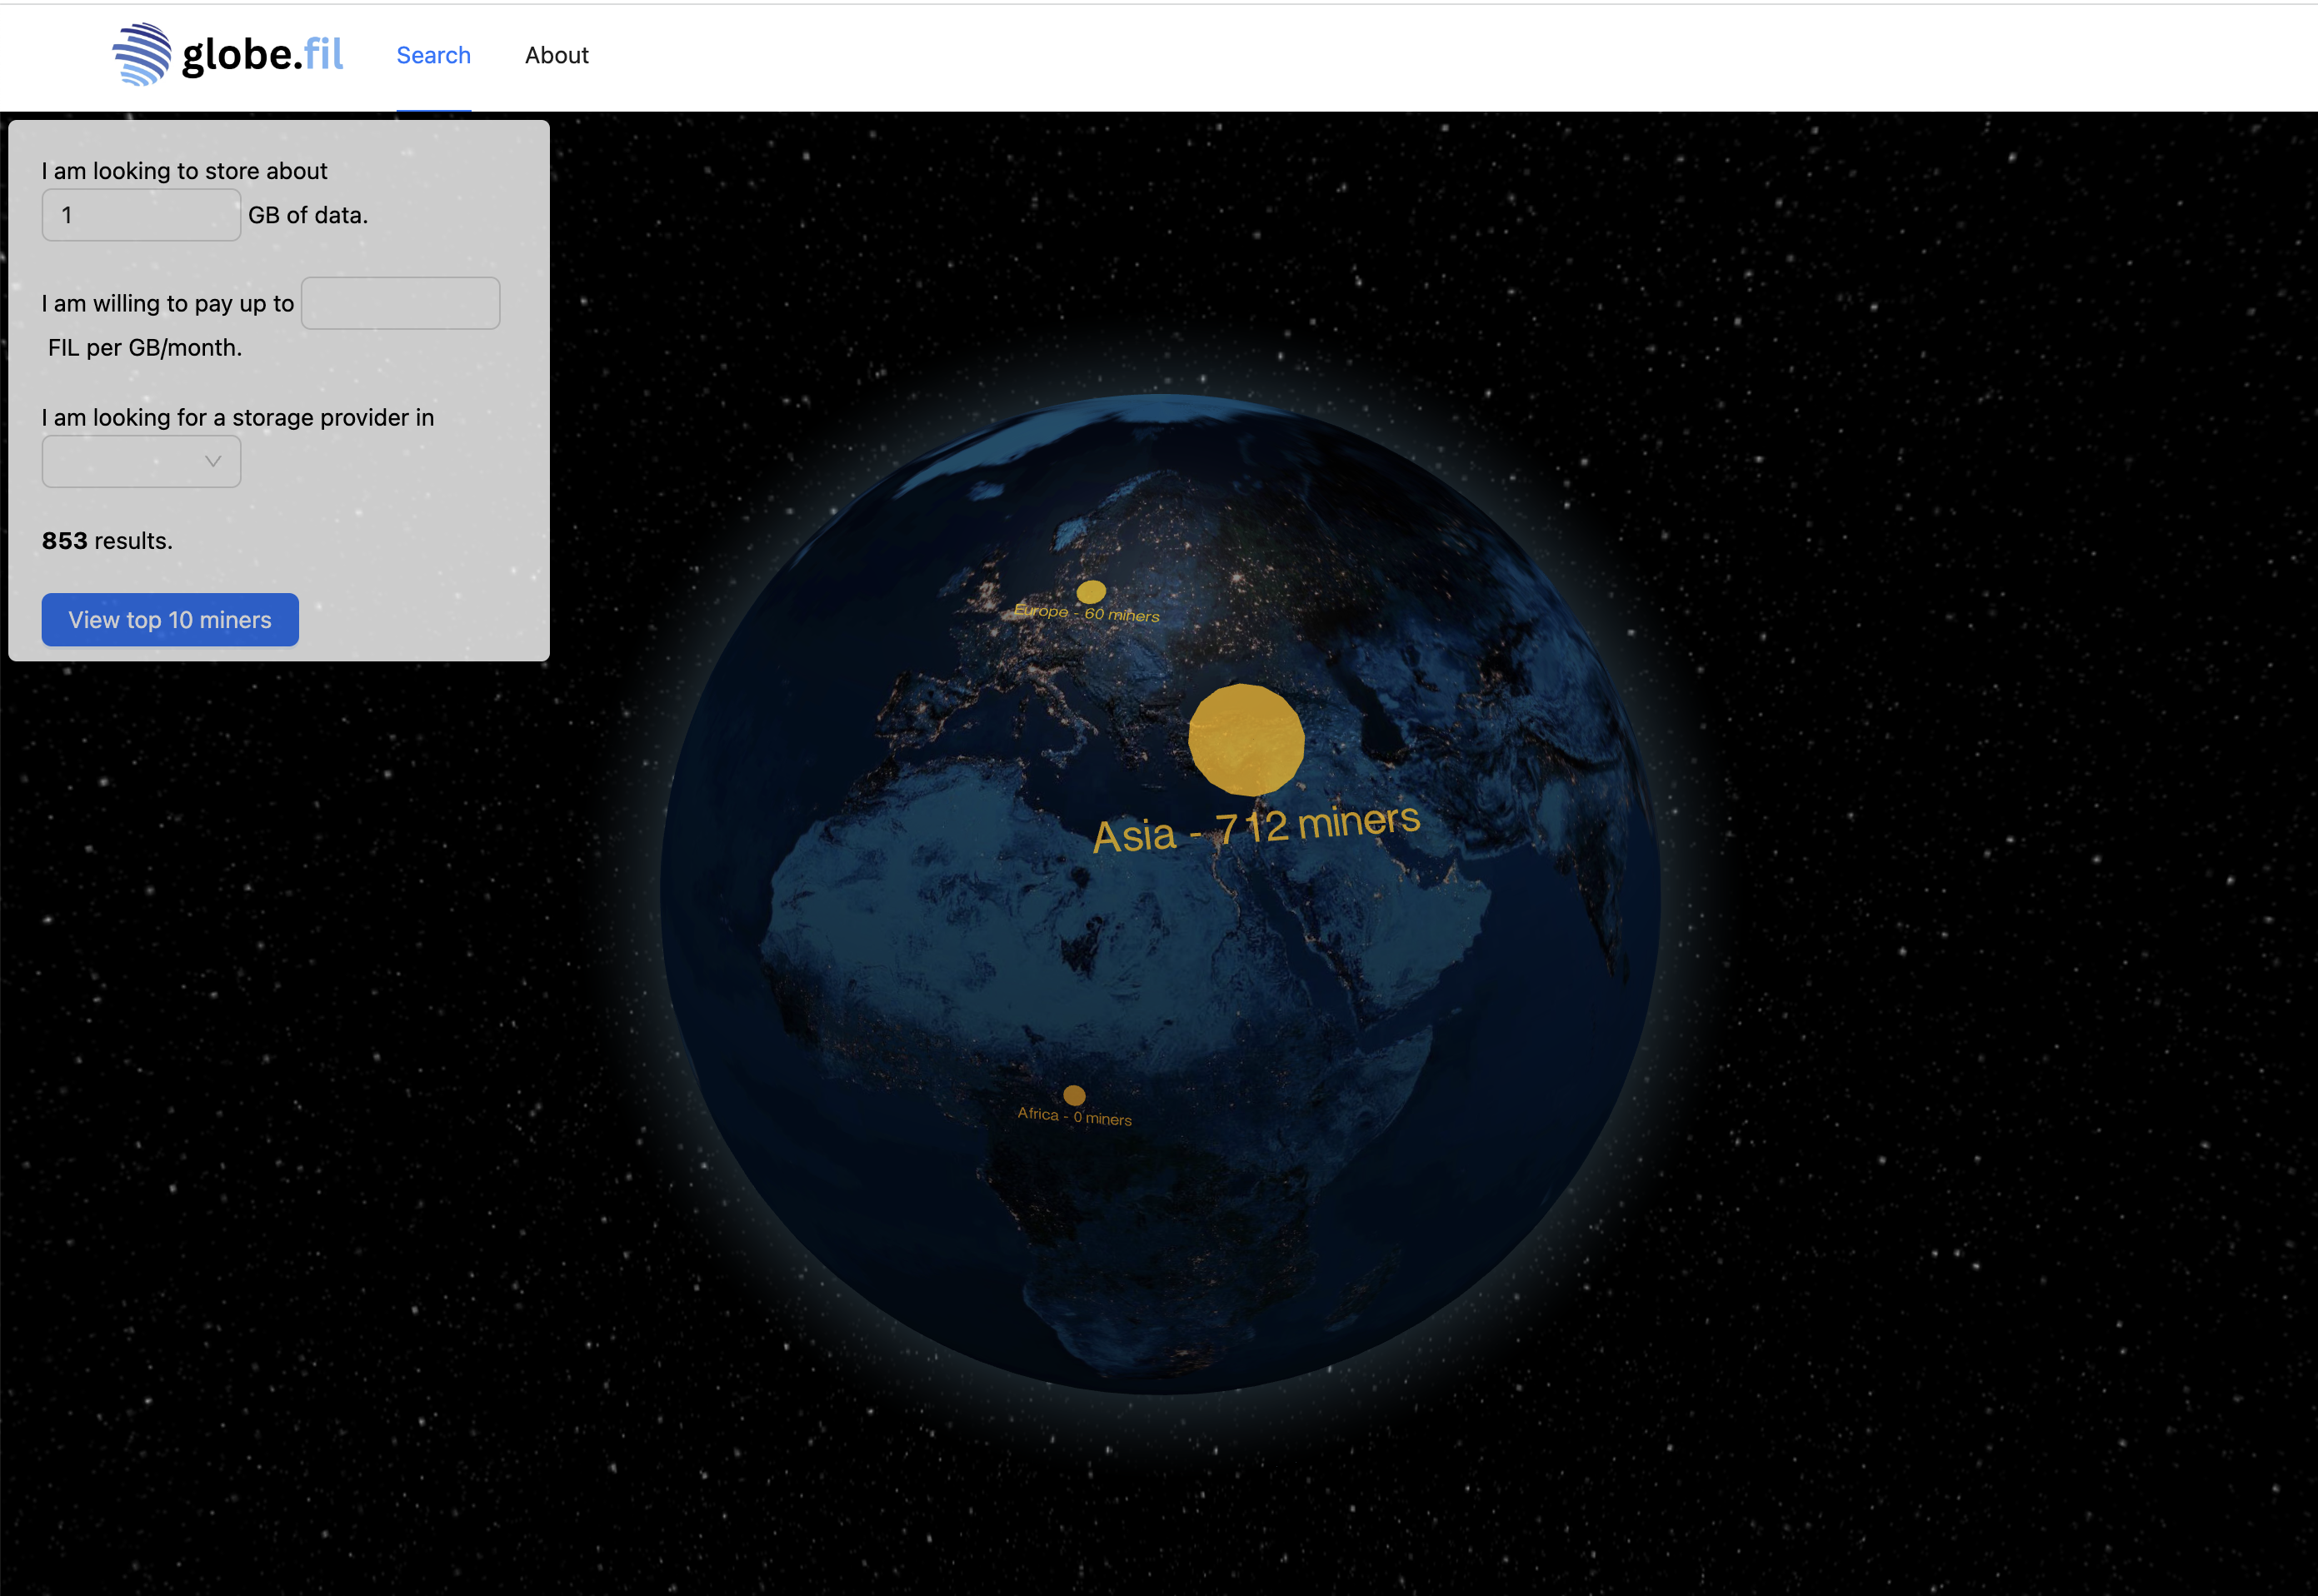 globe.fil
Search
About
I am looking to store about
1 GB of data.
I am willing to pay up to
FIL per GB/month.
I am looking for a storage provider in
853 results.
View top 10 miners
Europe - 60 miners
Asia - 712 miners
Africa - 0 miners